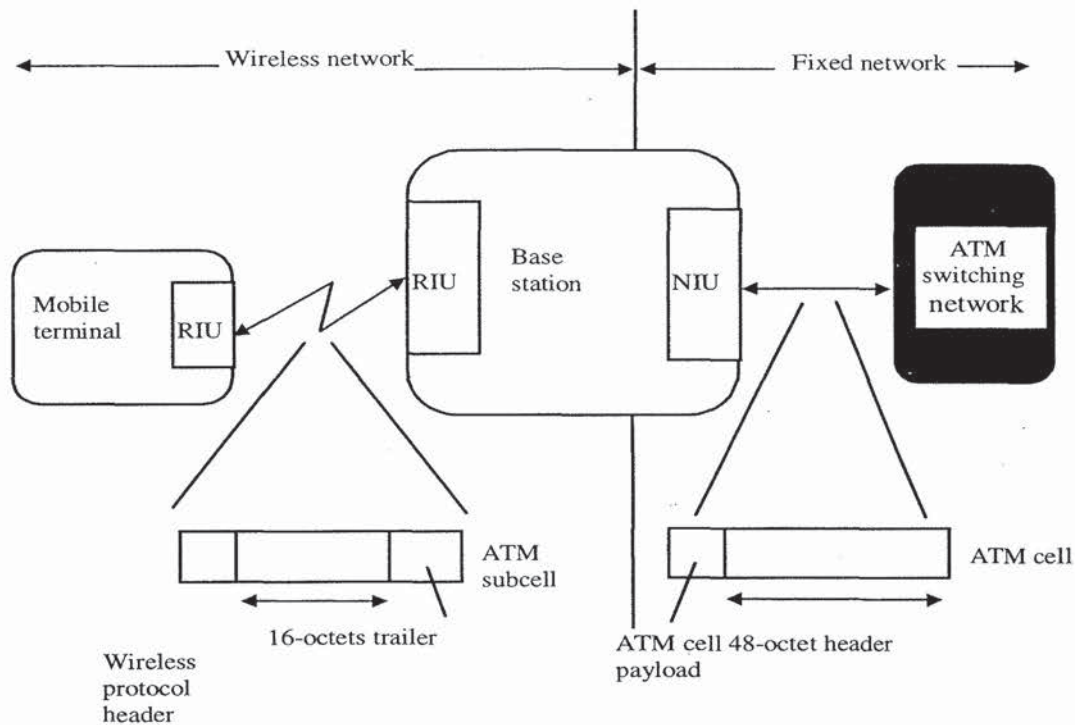 Wireless network
Fixed network
Mobile
terminal
RIU
RIU
Base
station
NIU
ATM
switching
network
ATM
subcell
ATM cell
16-octets trailer
ATM cell 48-octet header
payload
Wireless
protocol
header